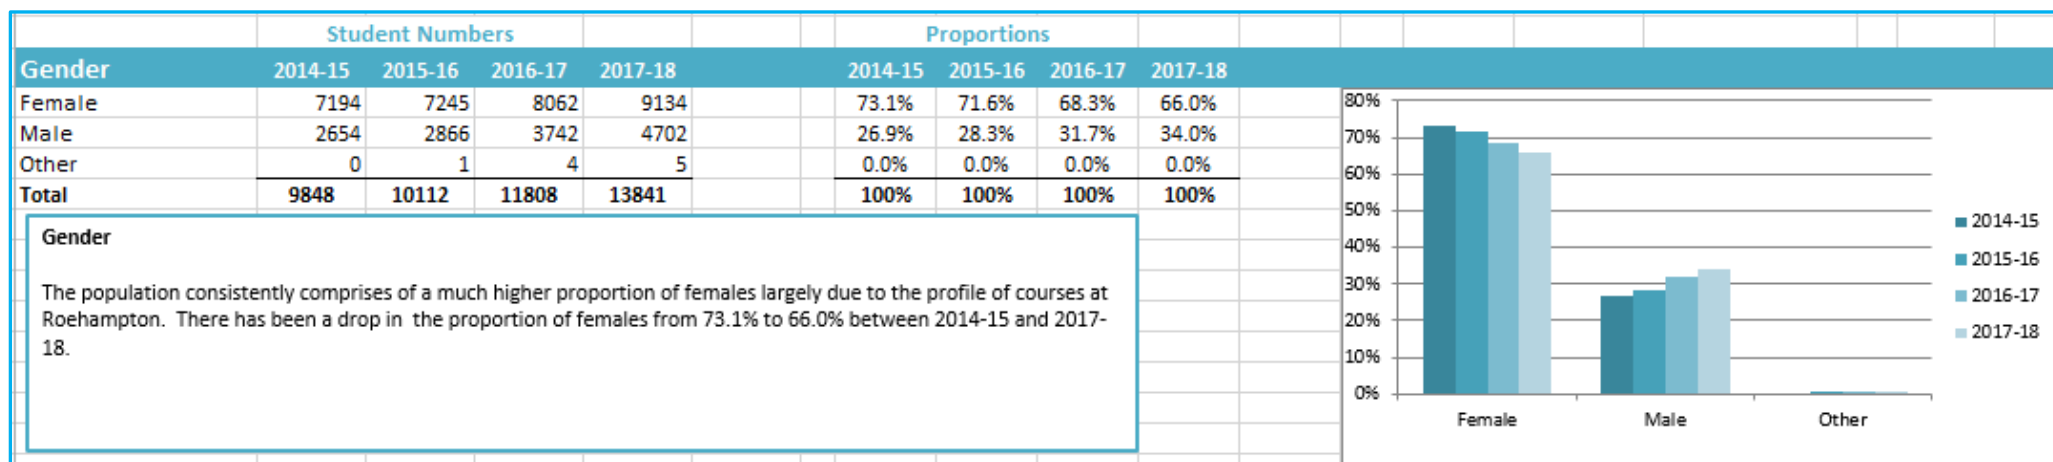 Student Numbers Proportions
Gender 2014-15 2015-16 2016-17 2017-18 2014-15 2015-16 2016-17 2017-18
Female 7194 7245 8062 9134 73.1% 71.6% 68.3% 66.0%
Male 2654 2866 3742 4702 26.9% 28.3% 31.7% 34.0%
Other 0 1 4 5 0.0% 0.0% 0.0% 0.0%
Total 9848 10112 11808 13841 100% 100% 100% 100%
Gender
The population consistently comprises of a much higher proportion of females largely due to the profile of courses at
Roehampton. There has been a drop in the proportion of females from 73.1% to 66.0% between 2014-15 and 2017-
18.
80%
70%
60%
50%
40%
30%
20%
10%
0%
Female Male Other
2014-15
2015-16
2016-17
2017-18